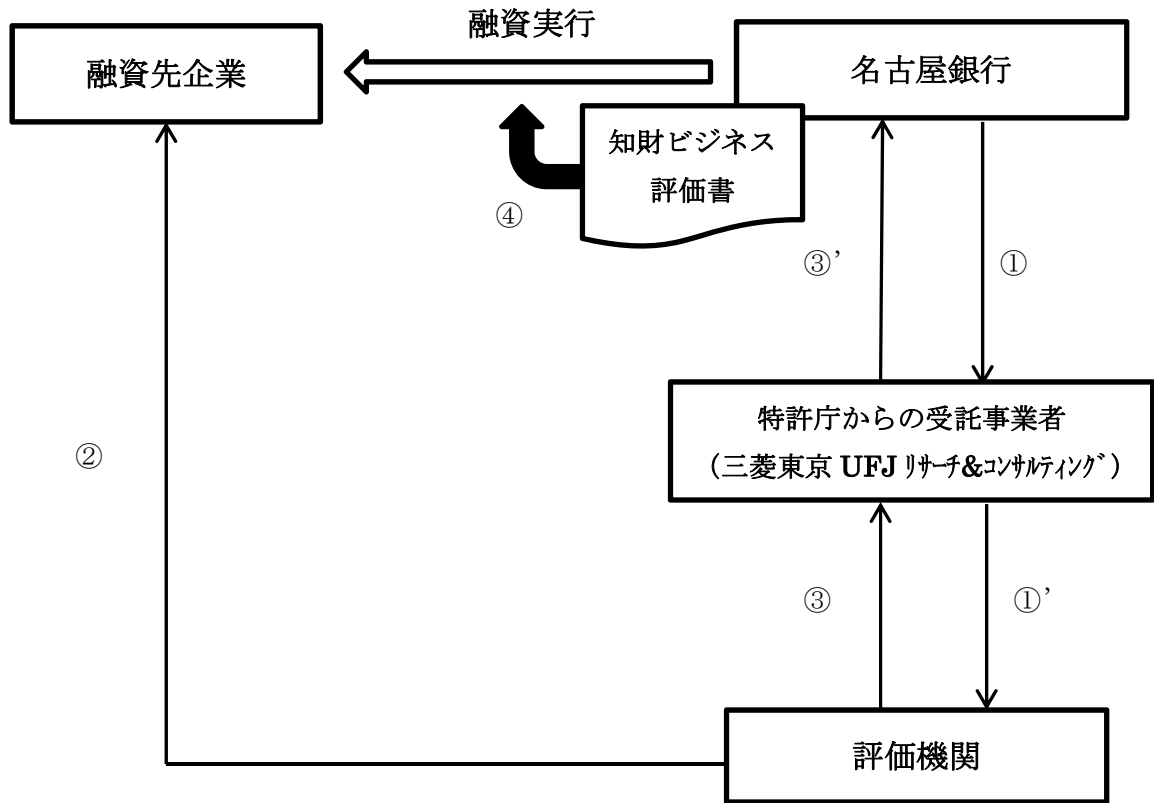 融資実行
融資先企業
名古屋銀行
知財ビジネス
評価書
④
③’
①
特許庁からの受託事業者
（三菱東京 UFJ ﾘｻｰﾁ&ｺﾝｻﾙﾃｨﾝｸﾞ）
②
③
①’
評価機関